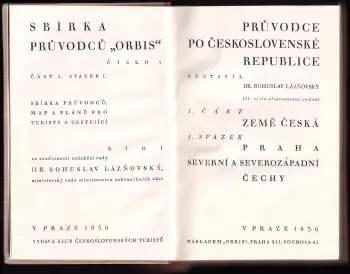 SBÍRKA
PRŮVODCŮ „ORBIS"
ČÍSLO 1
ČÁST I. SVAZEK I.
SBÍRKA PRŮVODCŮ,
MAP A PLÁNŮ PRO
TURISTY A CESTUJÍCÍ
ŘÍDÍ
za součinnosti redakční rady
DR. BOHUSLAV LÁZŇOVSKÝ,
ministerský rada ministerstva zahraničních věcí
V PRAZE 1936
VYDÁVÁ KLUB ČESKOSLOVENSKÝCH TURISTŮ
PRŮVODCE
PO ČESKOSLOVENSKÉ
REPUBLICE
SESTAVIL
DR. BOHUSLAV LÁZŇOVSKÝ
III. zcela přepracované vydání
I. ČÁST
ZEMĚ ČESKÁ
I. SVAZEK
PRAHA
SEVERNÍ A SEVEROZÁPADNÍ
ČECHY
V PRAZE 1936
NÁKLADEM „ORBIS", PRAHA XII, FOCHOVA 62